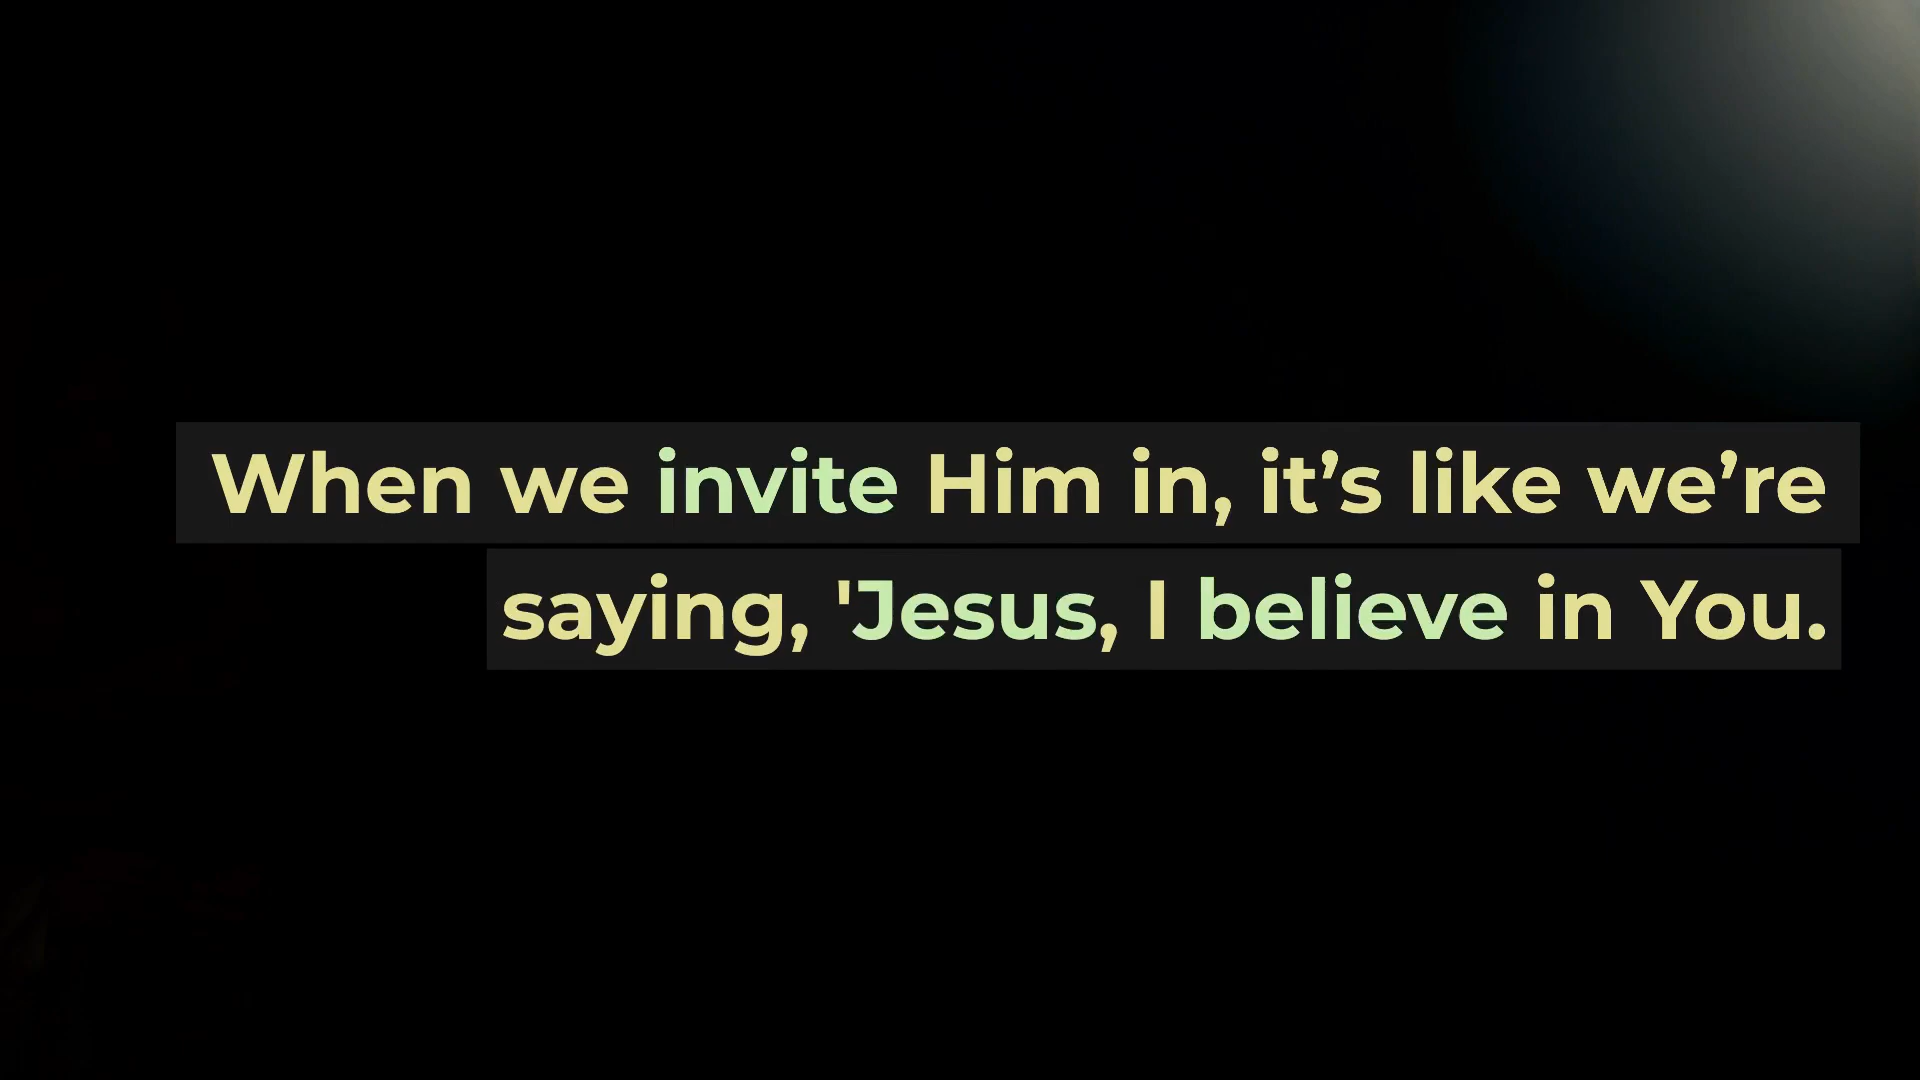 When we invite Him in, it’s like we’re
saying, 'Jesus, I believe in You.